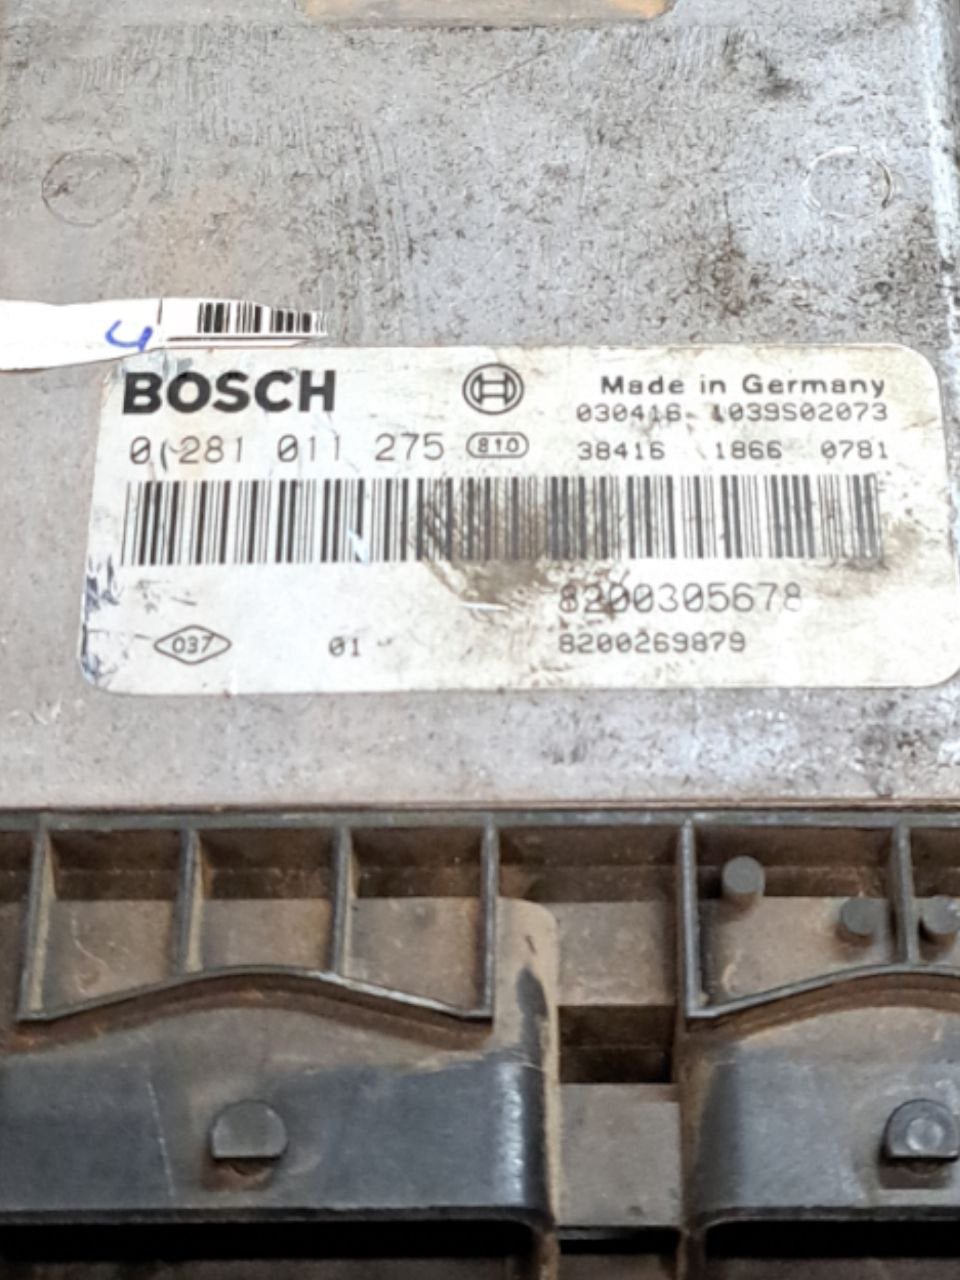 4
BOSCH
Made in Germany
030416 1039S02073
0 281 011 275 810 38416 1866 0781
8200305678
037 01 8200269879